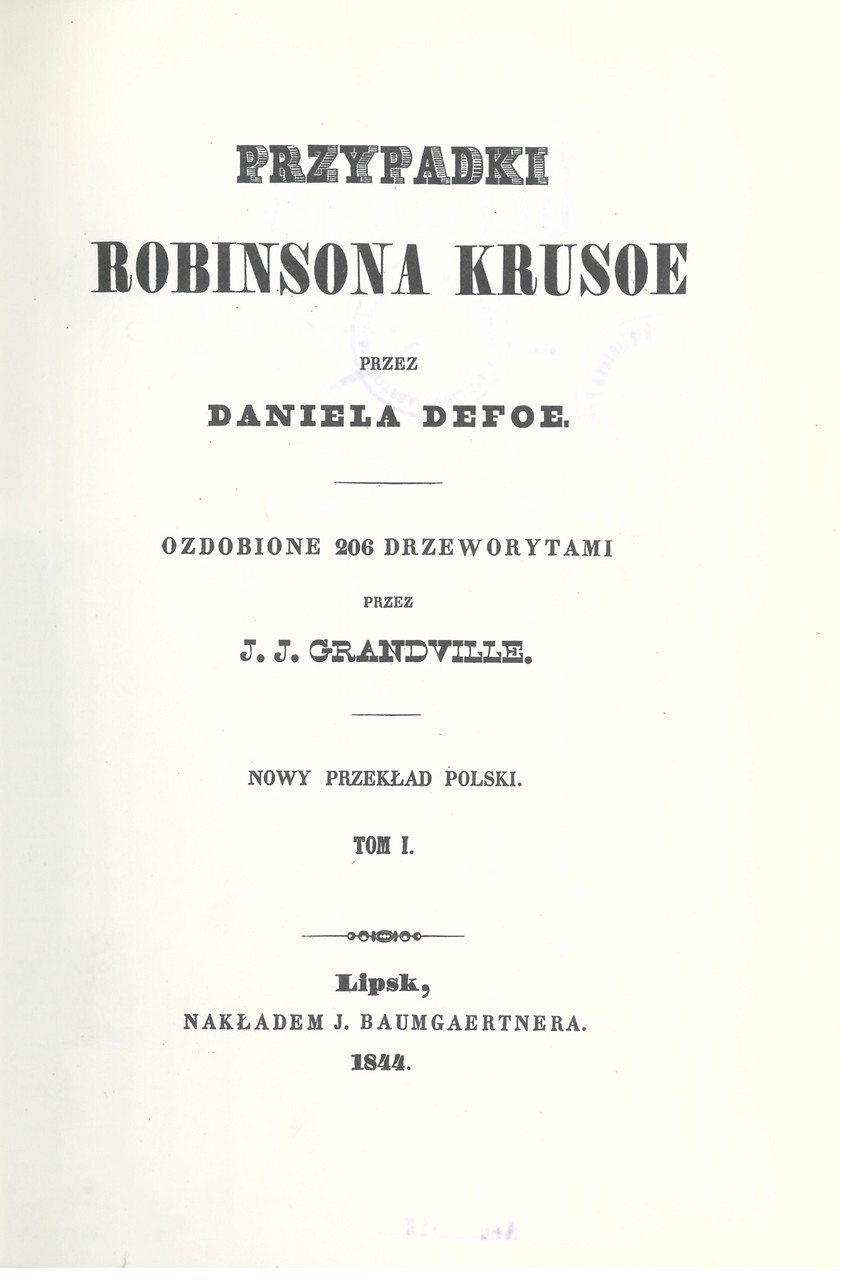 PRZYPADKI
ROBINSONA KRUSOE
PRZEZ
DANIELA DEFOE.
OZDOBIONE 206 DRZEWORYTAMI
PRZEZ
J. J. GRANDVILLE.
NOWY PRZEKŁAD POLSKI.
TOM I.
Lipsk,
NAKŁADEM J. BAUMGAERTNERA.
1844.